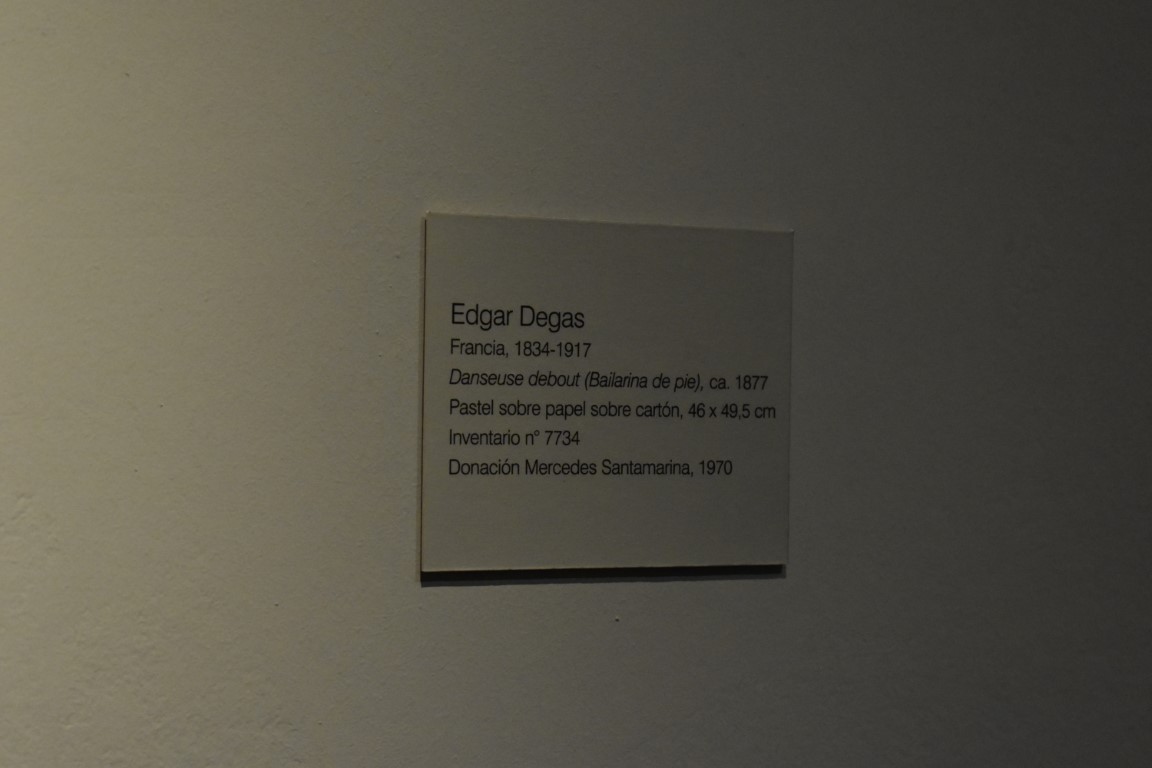 Edgar Degas
Francia, 1834-1917
Danseuse debout (Bailarina de pie), ca. 1877
Pastel sobre papel sobre cartón, 46 x 49,5 cm
Inventario n° 7734
Donación Mercedes Santamarina, 1970